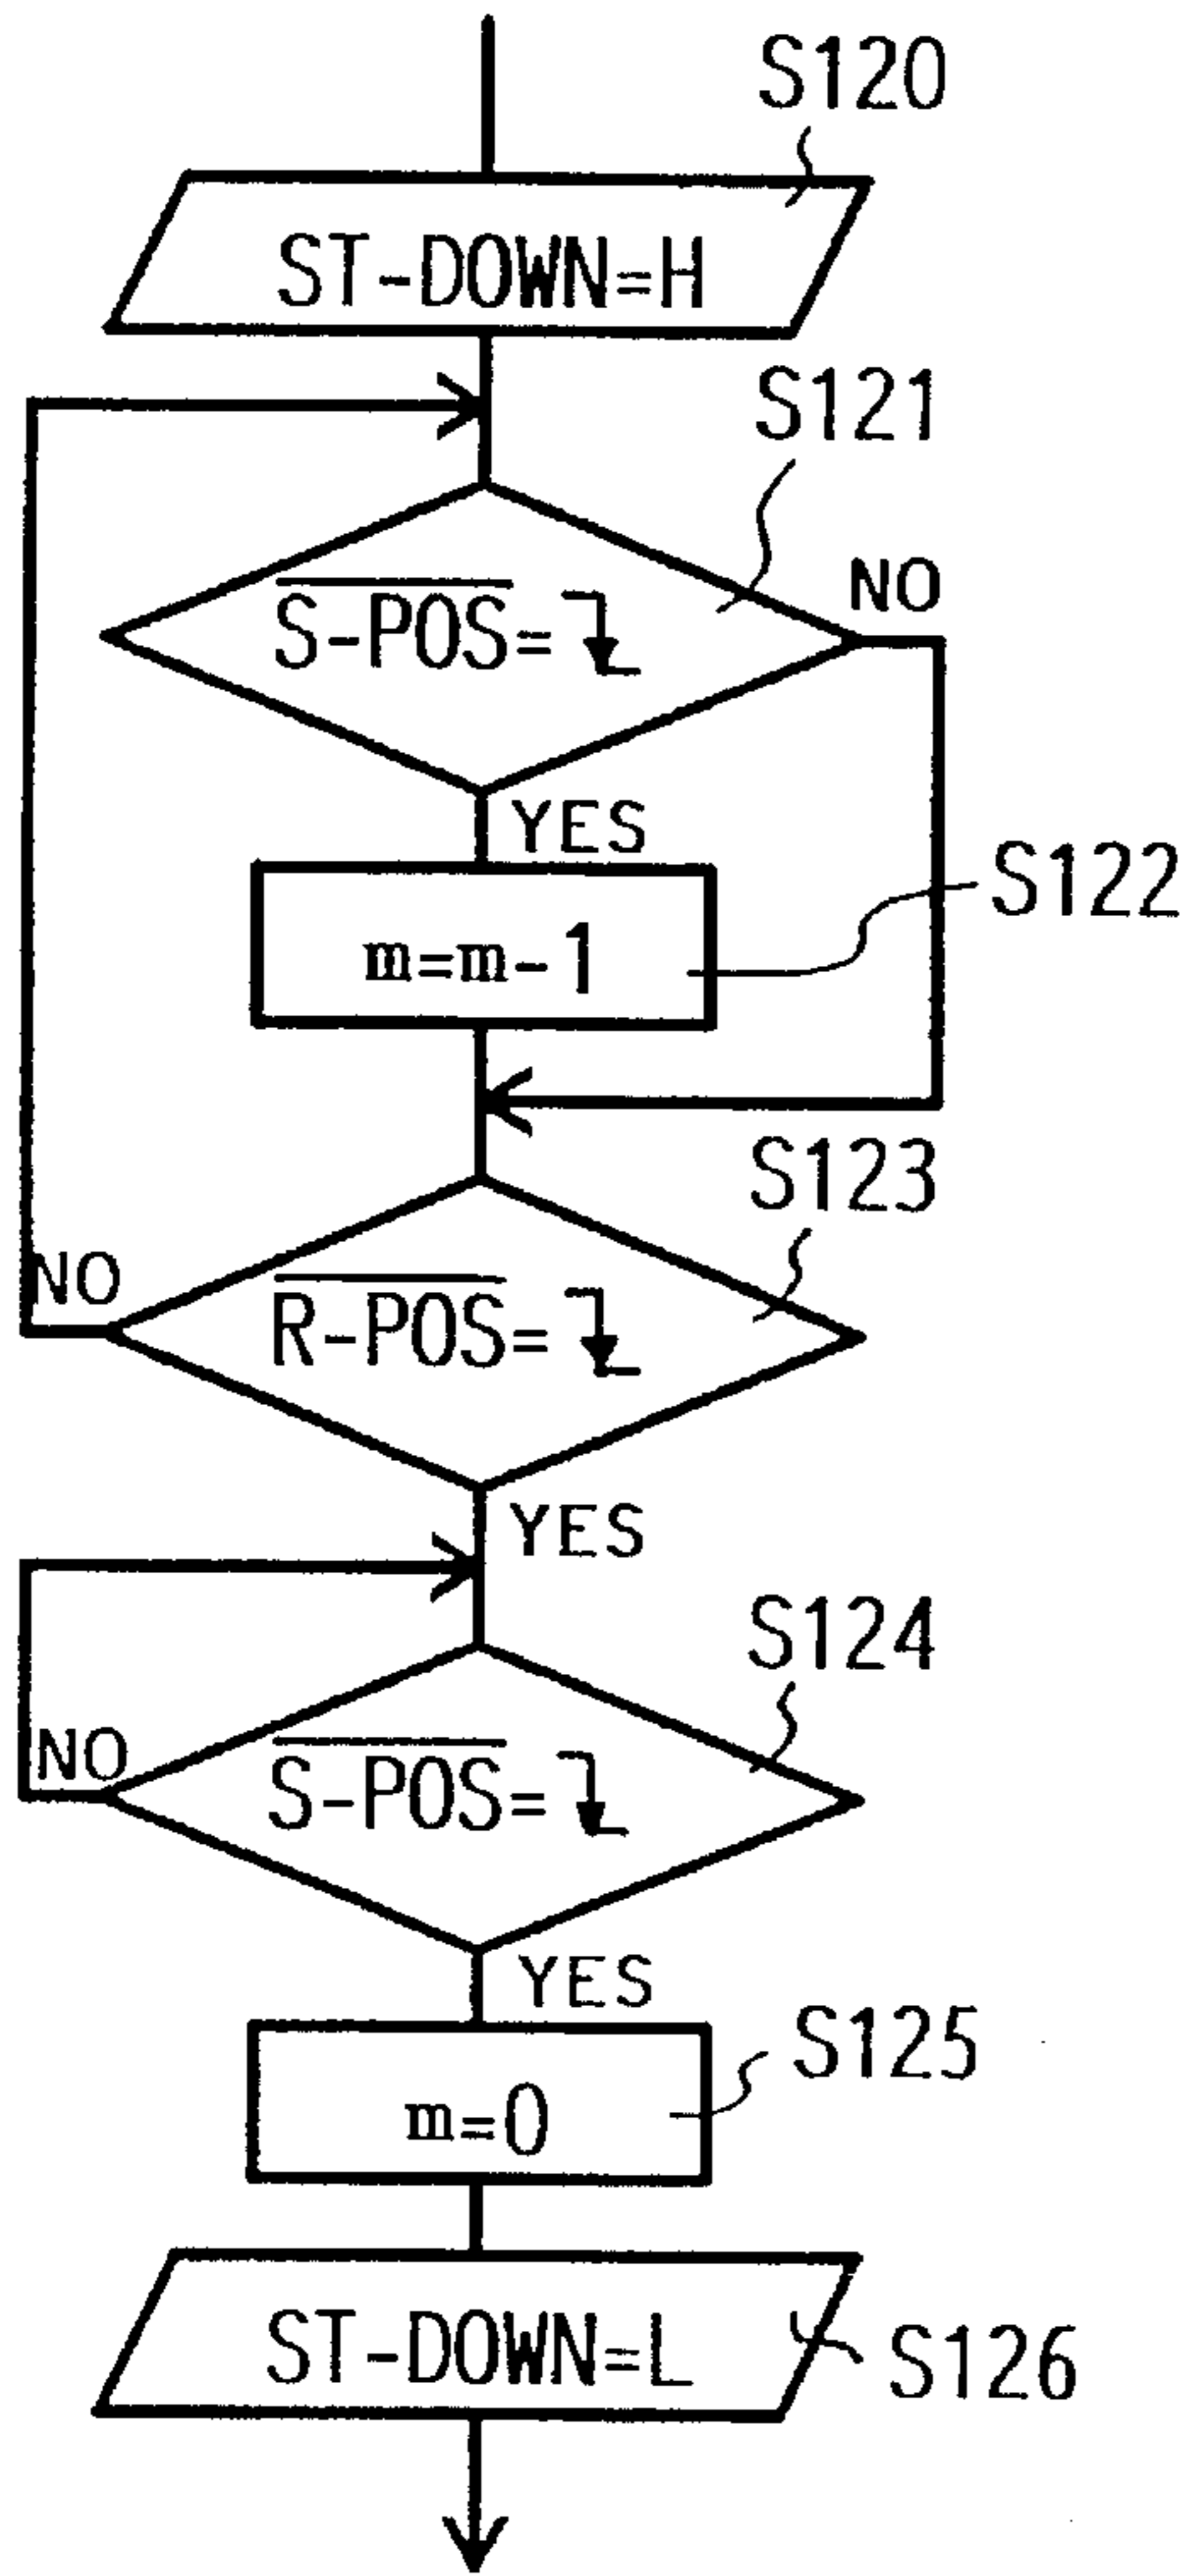 S120
ST-DOWN=H
S121
S-POS=
NO
YES
S122
m=m-1
S123
NO
R-POS=
YES
S124
NO
S-POS=
YES
S125
m=0
ST-DOWN=L
S126